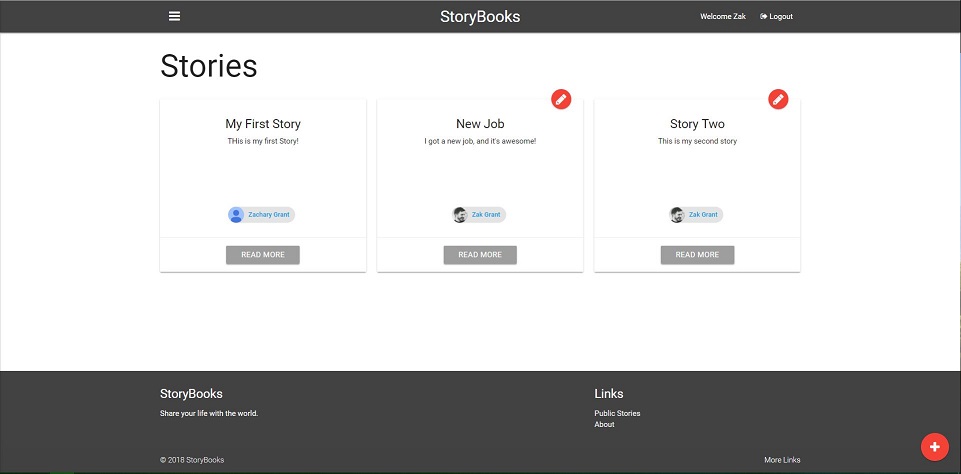 StoryBooks
Welcome Zak
Logout
Stories
My First Story
THis is my first Story!
Zachary Grant
READ MORE
New Job
I got a new job, and it's awesome!
Zak Grant
READ MORE
Story Two
This is my second story
Zak Grant
READ MORE
StoryBooks
Share your life with the world.
Links
Public Stories
About
© 2018 StoryBooks
More Links